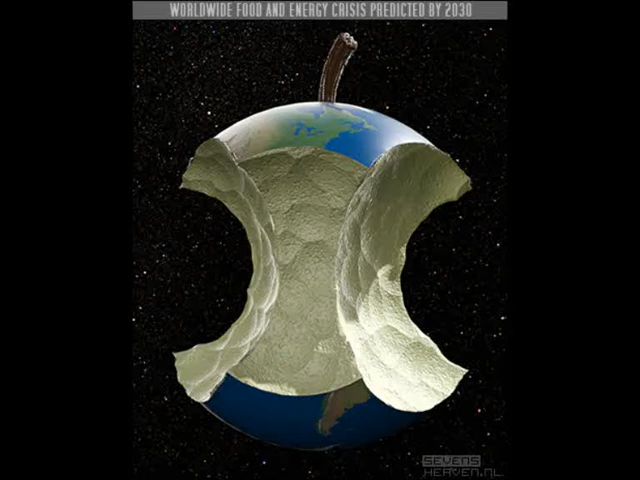 WORLDWIDE FOOD AND ENERGY CRISIS PREDICTED BY 2030
SEVENS
HEAVEN.NL